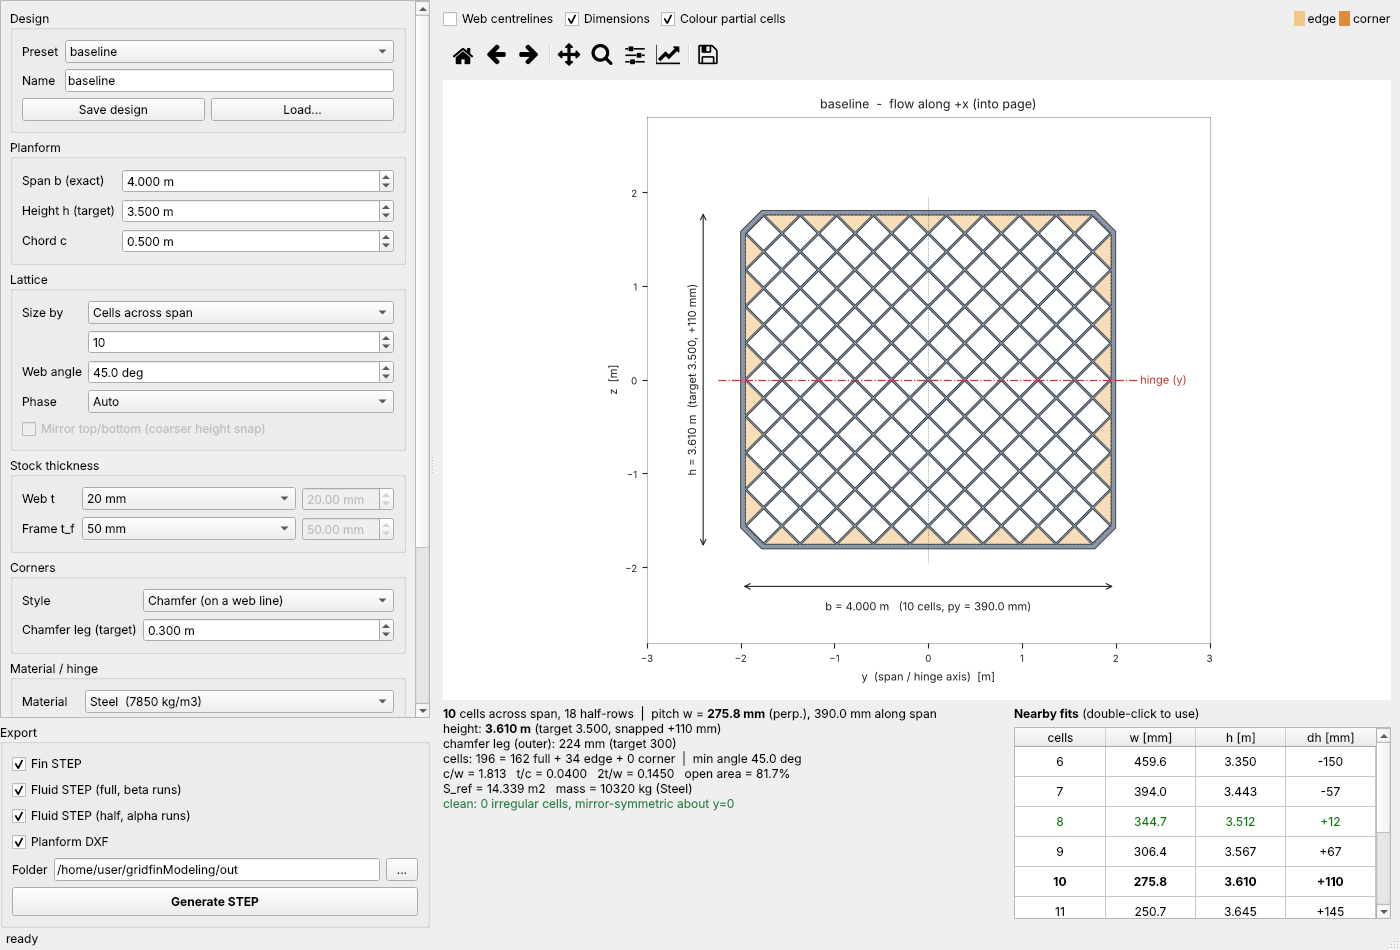 Design
Preset baseline
Name baseline
Save design Load...
Planform
Span b (exact) 4.000 m
Height h (target) 3.500 m
Chord c 0.500 m
Lattice
Size by Cells across span
10
Web angle 45.0 deg
Phase Auto
Mirror top/bottom (coarser height snap)
Stock thickness
Web t 20 mm 20.00 mm
Frame t_f 50 mm 50.00 mm
Corners
Style Chamfer (on a web line)
Chamfer leg (target) 0.300 m
Material / hinge
Material Steel (7850 kg/m3)
Export
Fin STEP
Fluid STEP (full, beta runs)
Fluid STEP (half, alpha runs)
Planform DXF
Folder /home/user/gridfinModeling/out ...
Generate STEP
ready
Web centrelines Dimensions Colour partial cells edge corner
baseline - flow along +x (into page)
2
1
0
−1
−2
z [m]
h = 3.610 m (target 3.500, +110 mm)
hinge (y)
b = 4.000 m (10 cells, py = 390.0 mm)
−3 −2 −1 0 1 2 3
y (span / hinge axis) [m]
10 cells across span, 18 half-rows | pitch w = 275.8 mm (perp.), 390.0 mm along span
height: 3.610 m (target 3.500, snapped +110 mm)
chamfer leg (outer): 224 mm (target 300)
cells: 196 = 162 full + 34 edge + 0 corner | min angle 45.0 deg
c/w = 1.813 t/c = 0.0400 2t/w = 0.1450 open area = 81.7%
S_ref = 14.339 m2 mass = 10320 kg (Steel)
clean: 0 irregular cells, mirror-symmetric about y=0
Nearby fits (double-click to use)
cells w [mm] h [m] dh [mm]
6 459.6 3.350 -150
7 394.0 3.443 -57
8 344.7 3.512 +12
9 306.4 3.567 +67
10 275.8 3.610 +110
11 250.7 3.645 +145